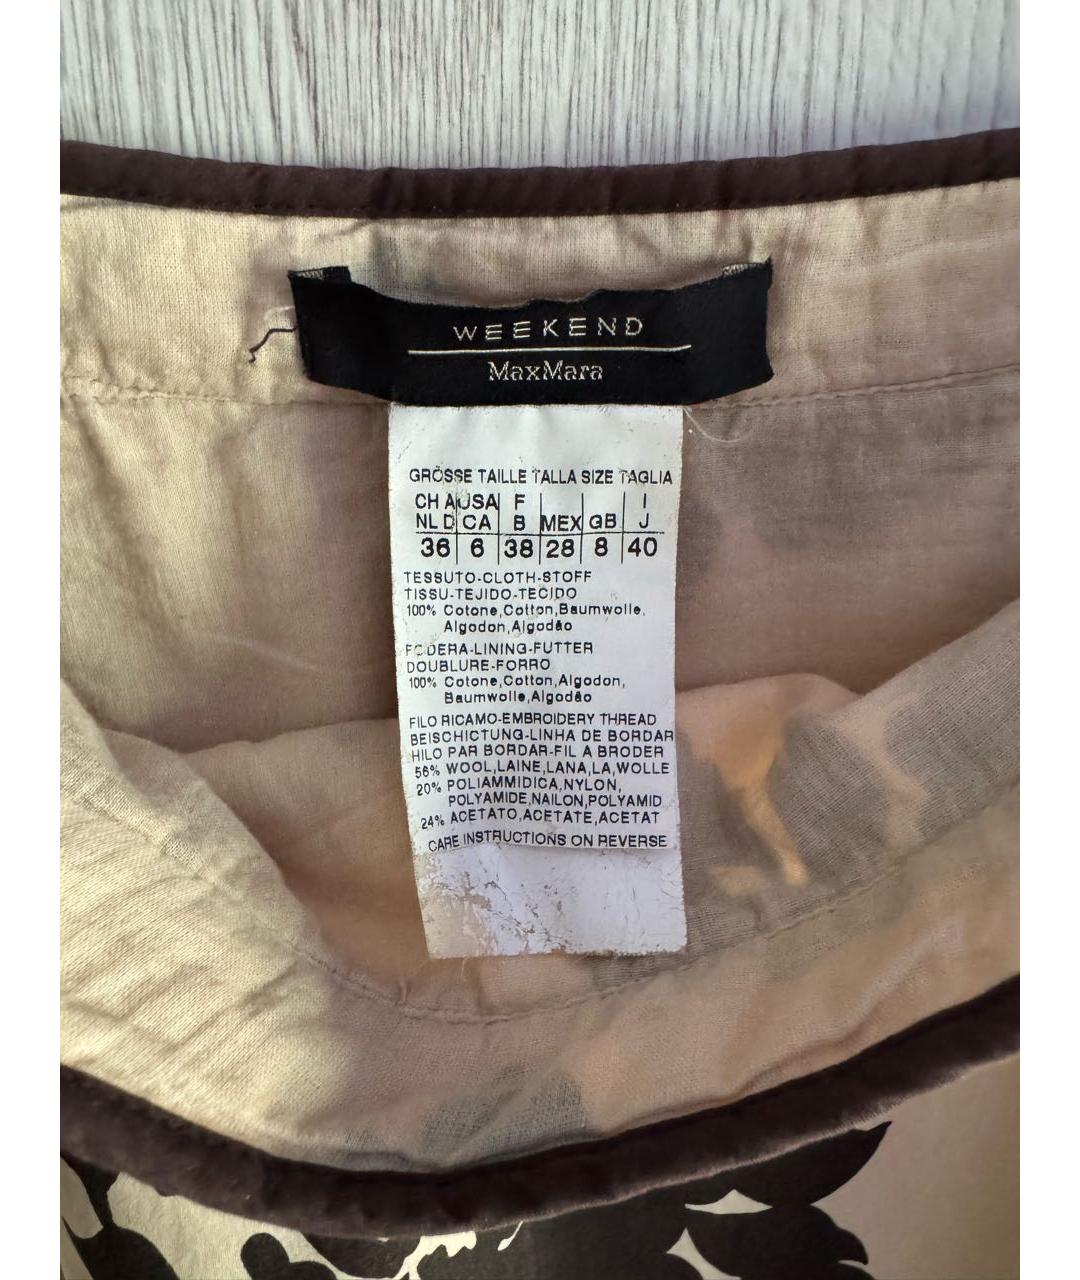 WEEKEND
MaxMara
GRÖSSE TAILLE TALLA SIZE TAGLIA
CH A USA F I
NL D CA B MEX GB J
36 6 38 28 8 40
TESSUTO-CLOTH-STOFF
TISSU-TEJIDO-TECIDO
100% Cotone,Cotton,Baumwolle,
Algodon,Algodão
FODERA-LINING-FUTTER
DOUBLURE-FORRO
100% Cotone,Cotton,Algodon,
Baumwolle,Algodão
FILO RICAMO-EMBROIDERY THREAD
BEISCHICTUNG-LINHA DE BORDAR
HILO PAR BORDAR-FIL A BRODER
56% WOOL,LAINE,LANA,LA,WOLLE
20% POLIAMMIDICA,NYLON,
POLYAMIDE,NAILON,POLYAMID
24% ACETATO,ACETATE,ACETAT
CARE INSTRUCTIONS ON REVERSE